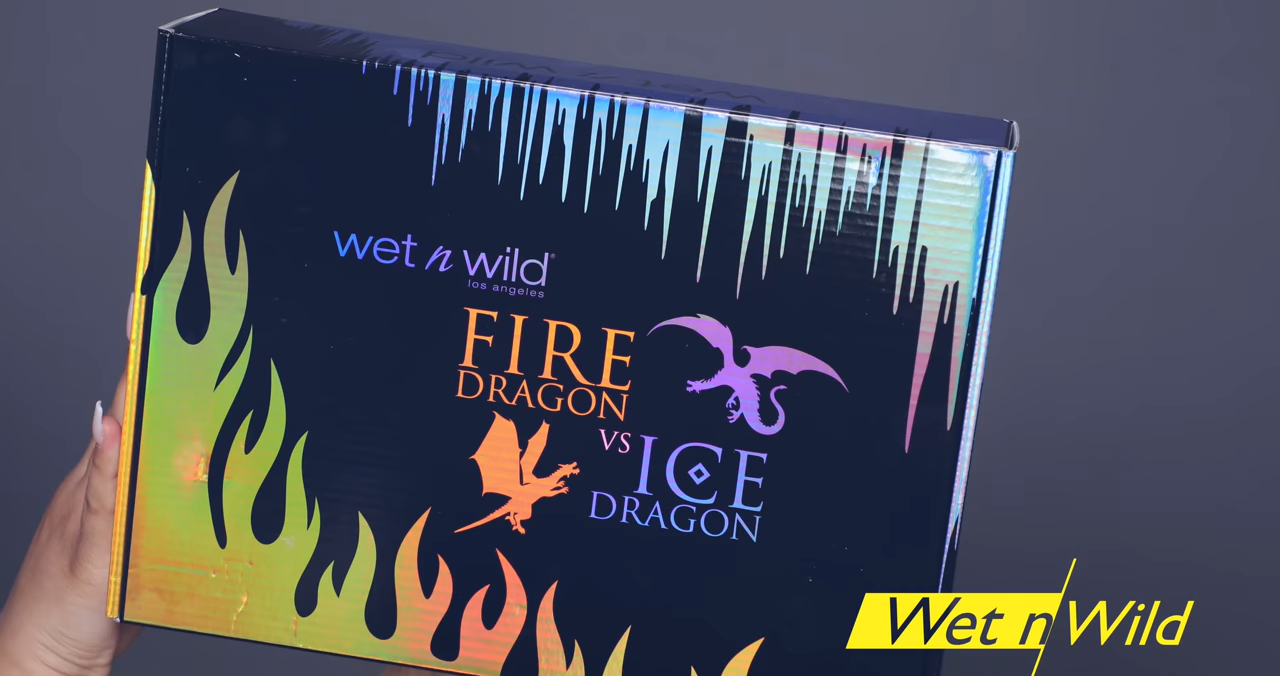 wet n wild®
los angeles
FIRE
DRAGON
VS
ICE
DRAGON
Wet n Wild